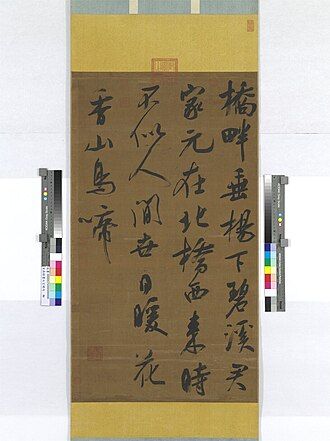 橋畔垂楊下碧溪君
家元在北橋西來時
不似人間世日暖花
香山鳥啼